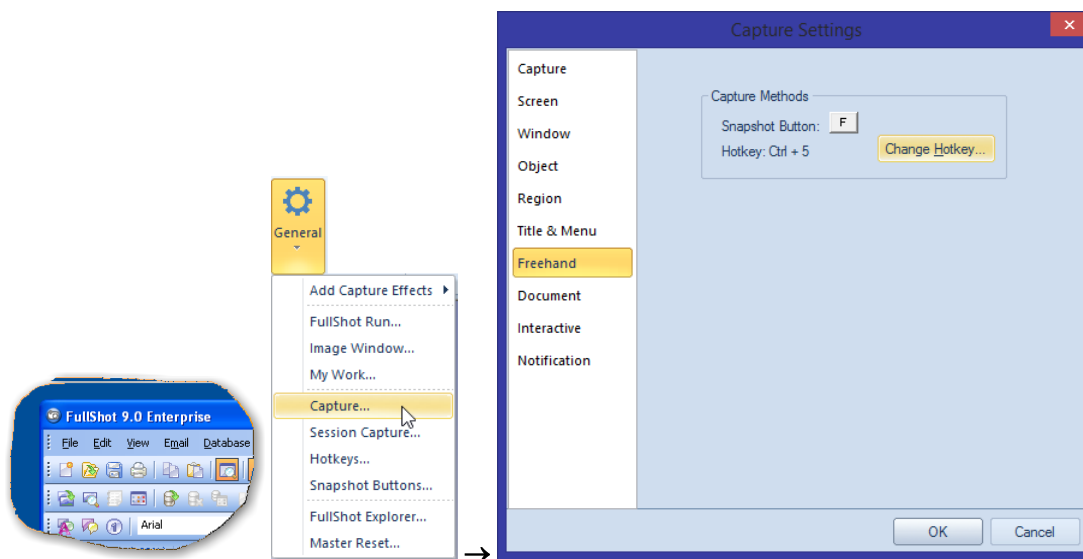 FullShot 9.0 Enterprise
File Edit View Email Database
Arial
General
Add Capture Effects
FullShot Run...
Image Window...
My Work...
Capture...
Session Capture...
Hotkeys...
Snapshot Buttons...
FullShot Explorer...
Master Reset...
→
Capture Settings
Capture
Screen
Window
Object
Region
Title & Menu
Freehand
Document
Interactive
Notification
Capture Methods
Snapshot Button: F
Hotkey: Ctrl + 5
Change Hotkey...
OK Cancel